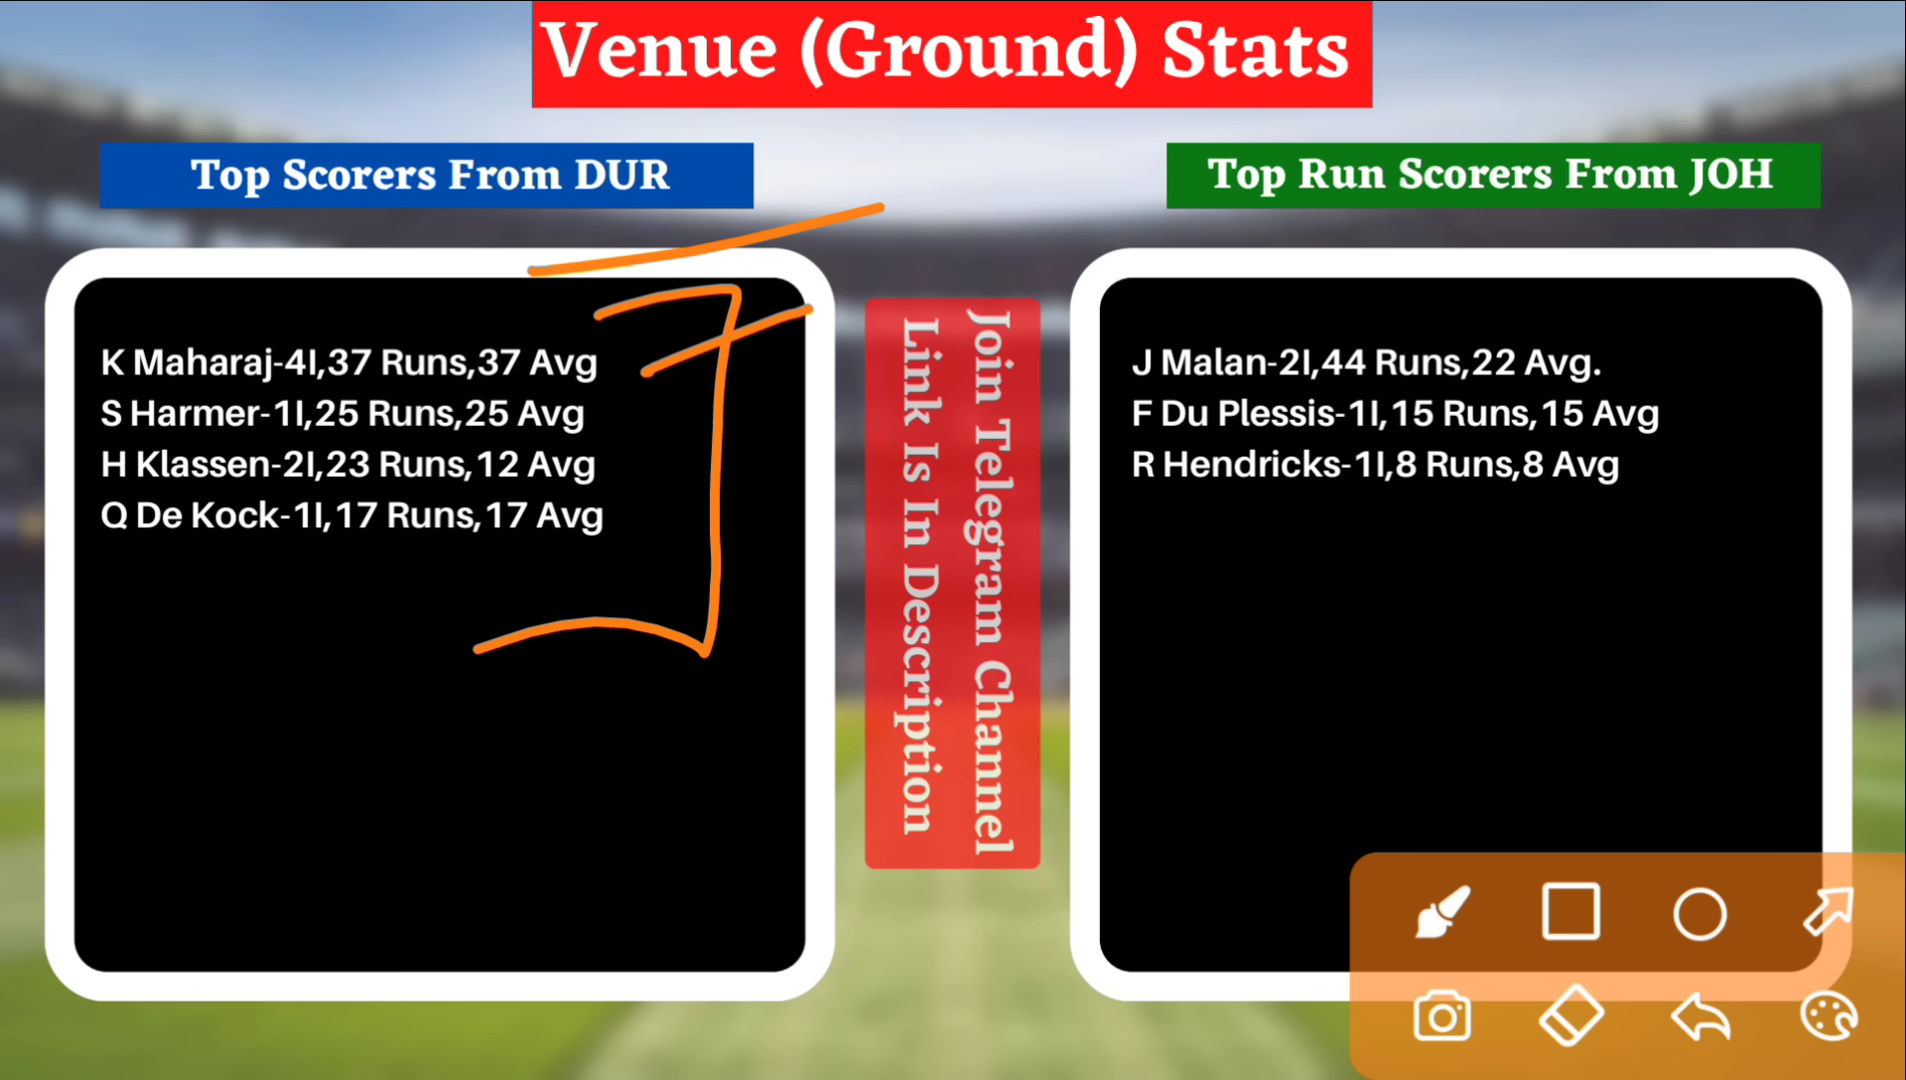 Venue (Ground) Stats
Top Scorers From DUR
K Maharaj-4I,37 Runs,37 Avg
S Harmer-1I,25 Runs,25 Avg
H Klassen-2I,23 Runs,12 Avg
Q De Kock-1I,17 Runs,17 Avg
Join Telegram Channel
Link Is In Description
Top Run Scorers From JOH
J Malan-2I,44 Runs,22 Avg.
F Du Plessis-1I,15 Runs,15 Avg
R Hendricks-1I,8 Runs,8 Avg